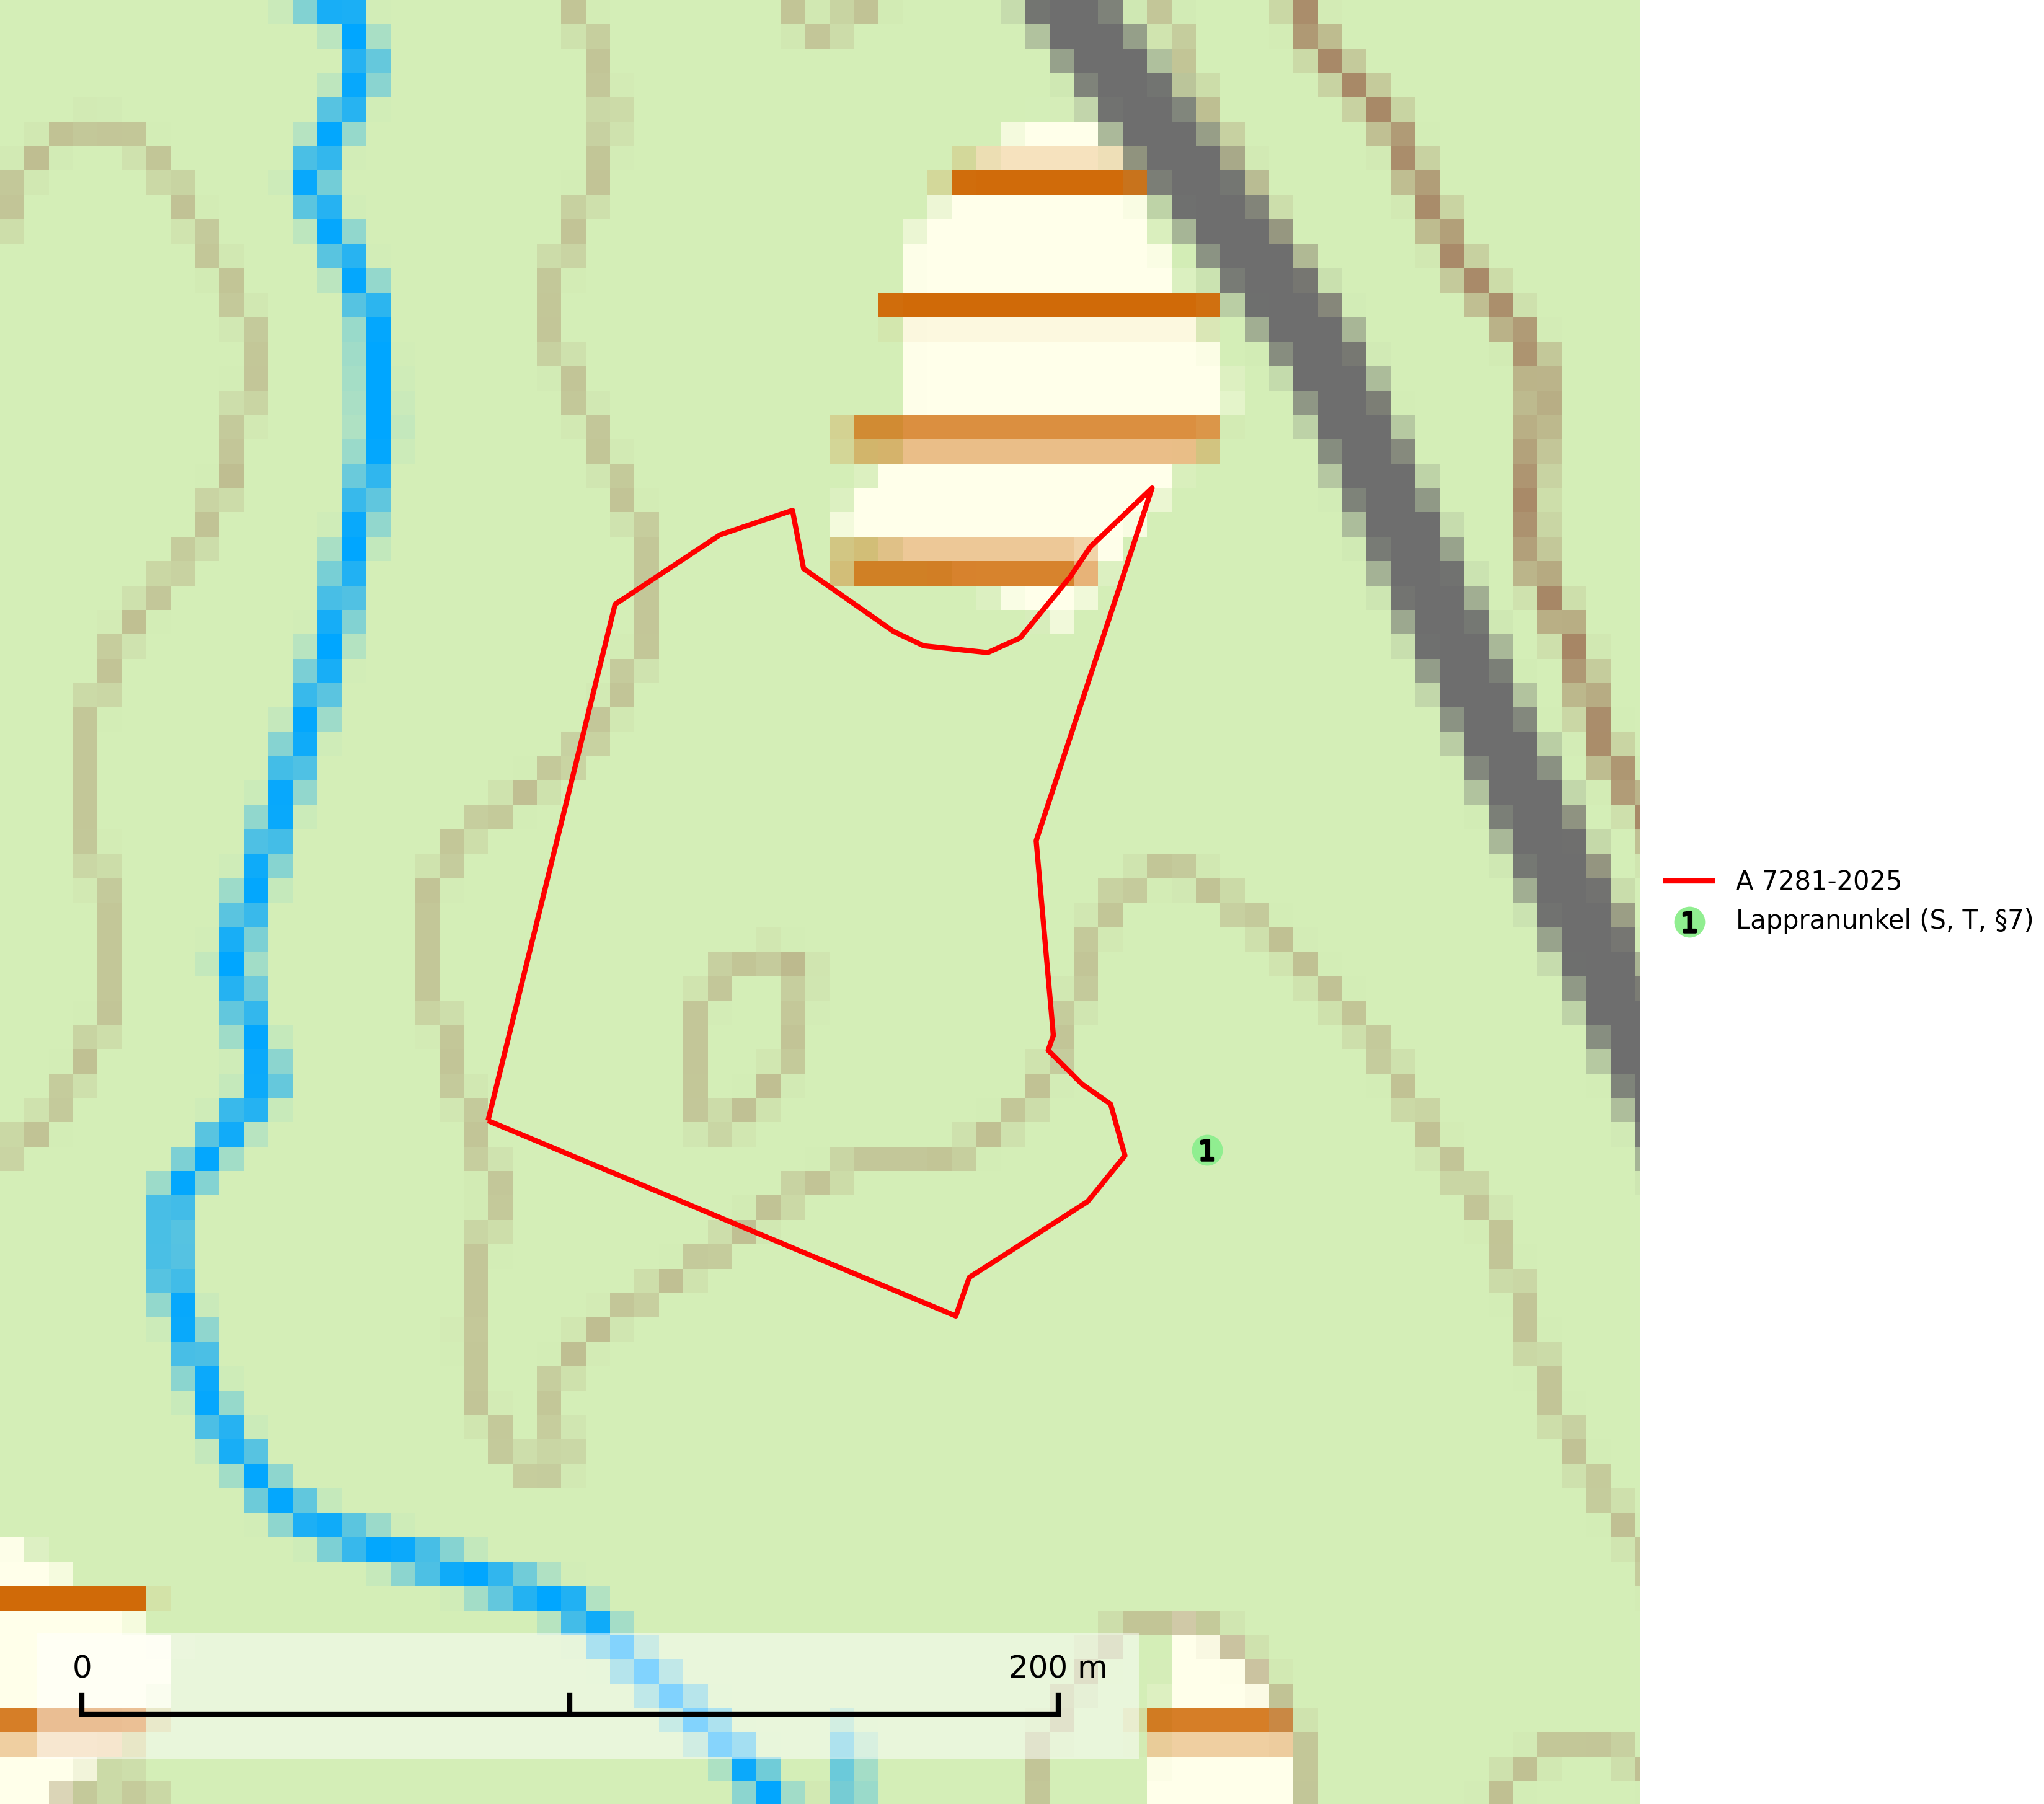 A 7281-2025
1 Lappranunkel (S, T, §7)
1
0 200 m